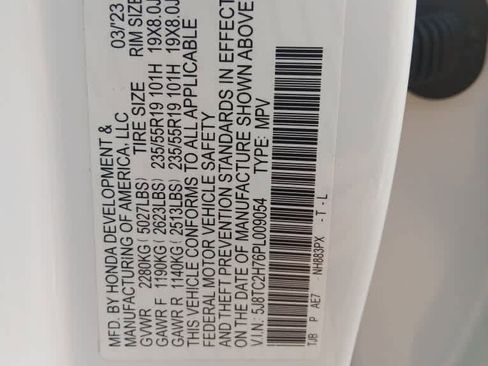 MFD. BY HONDA DEVELOPMENT &
MANUFACTURING OF AMERICA, LLC 03/'23
TIRE SIZE RIM SIZE
GVWR 2280KG (5027LBS)
GAWR F 1190KG (2623LBS) 235/55R19 101H 19X8.0J
GAWR R 1140KG (2513LBS) 235/55R19 101H 19X8.0J
THIS VEHICLE CONFORMS TO ALL APPLICABLE
FEDERAL MOTOR VEHICLE SAFETY
AND THEFT PREVENTION STANDARDS IN EFFECT
ON THE DATE OF MANUFACTURE SHOWN ABOVE.
V.I.N.: 5J8TC2H76PL009054 TYPE: MPV
TJB P AE7 NH883PX - T - L